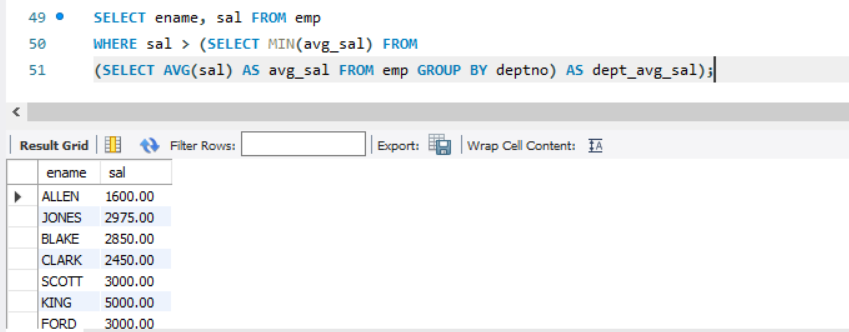 49 SELECT ename, sal FROM emp
50 WHERE sal > (SELECT MIN(avg_sal) FROM
51 (SELECT AVG(sal) AS avg_sal FROM emp GROUP BY deptno) AS dept_avg_sal);
Result Grid Filter Rows: Export: Wrap Cell Content: IA
ename sal
ALLEN 1600.00
JONES 2975.00
BLAKE 2850.00
CLARK 2450.00
SCOTT 3000.00
KING 5000.00
FORD 3000.00